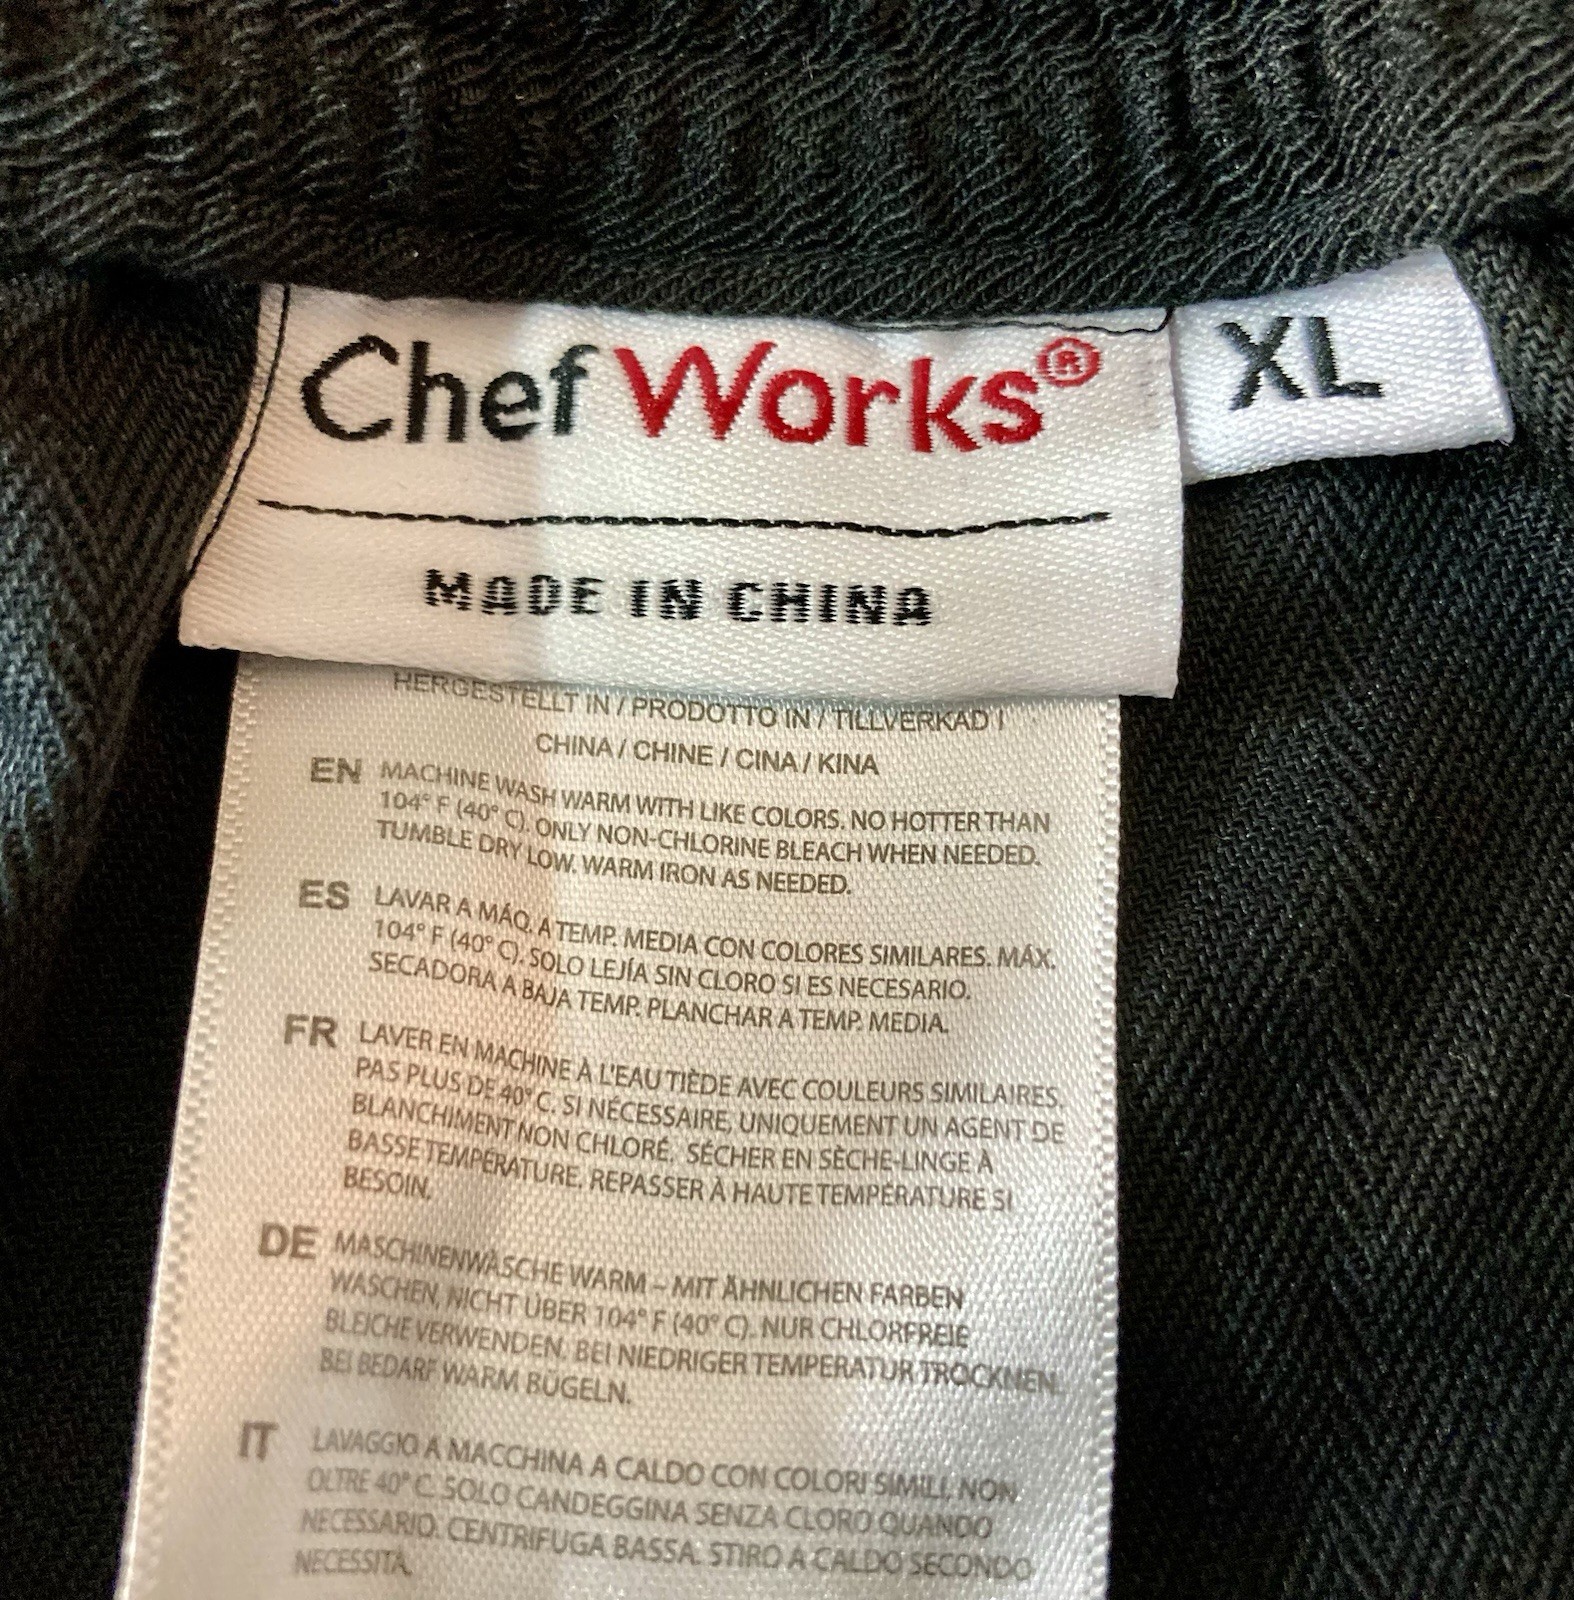 Chef Works®
XL
MADE IN CHINA
HERGESTELLT IN / PRODOTTO IN / TILLVERKAD I
CHINA / CHINE / CINA / KINA
EN MACHINE WASH WARM WITH LIKE COLORS. NO HOTTER THAN
104° F (40° C). ONLY NON-CHLORINE BLEACH WHEN NEEDED.
TUMBLE DRY LOW. WARM IRON AS NEEDED.
ES LAVAR A MÁQ. A TEMP. MEDIA CON COLORES SIMILARES. MÁX.
104° F (40° C). SOLO LEJÍA SIN CLORO SI ES NECESARIO.
SECADORA A BAJA TEMP. PLANCHAR A TEMP. MEDIA.
FR LAVER EN MACHINE À L'EAU TIÈDE AVEC COULEURS SIMILAIRES.
PAS PLUS DE 40° C. SI NÉCESSAIRE, UNIQUEMENT UN AGENT DE
BLANCHIMENT NON CHLORÉ. SÉCHER EN SÈCHE-LINGE À
BASSE TEMPÉRATURE. REPASSER À HAUTE TEMPÉRATURE SI
BESOIN.
DE MASCHINENWÄSCHE WARM – MIT ÄHNLICHEN FARBEN
WASCHEN, NICHT ÜBER 104° F (40° C). NUR CHLORFREIE
BLEICHE VERWENDEN. BEI NIEDRIGER TEMPERATUR TROCKNEN.
BEI BEDARF WARM BÜGELN.
IT LAVAGGIO A MACCHINA A CALDO CON COLORI SIMILI. NON
OLTRE 40° C. SOLO CANDEGGINA SENZA CLORO QUANDO
NECESSARIO. CENTRIFUGA BASSA. STIRO A CALDO SECONDO
NECESSITÀ.